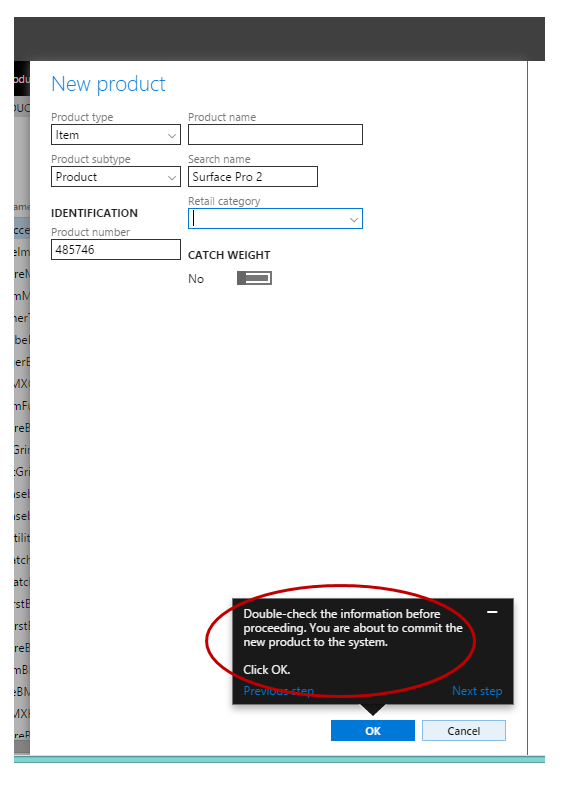 New product
Product type
Product name
Item
Product subtype
Search name
Product
Surface Pro 2
Retail category
IDENTIFICATION
Product number
485746
CATCH WEIGHT
No
Double-check the information before
proceeding. You are about to commit the
new product to the system.
Click OK.
Previous step
Next step
OK
Cancel